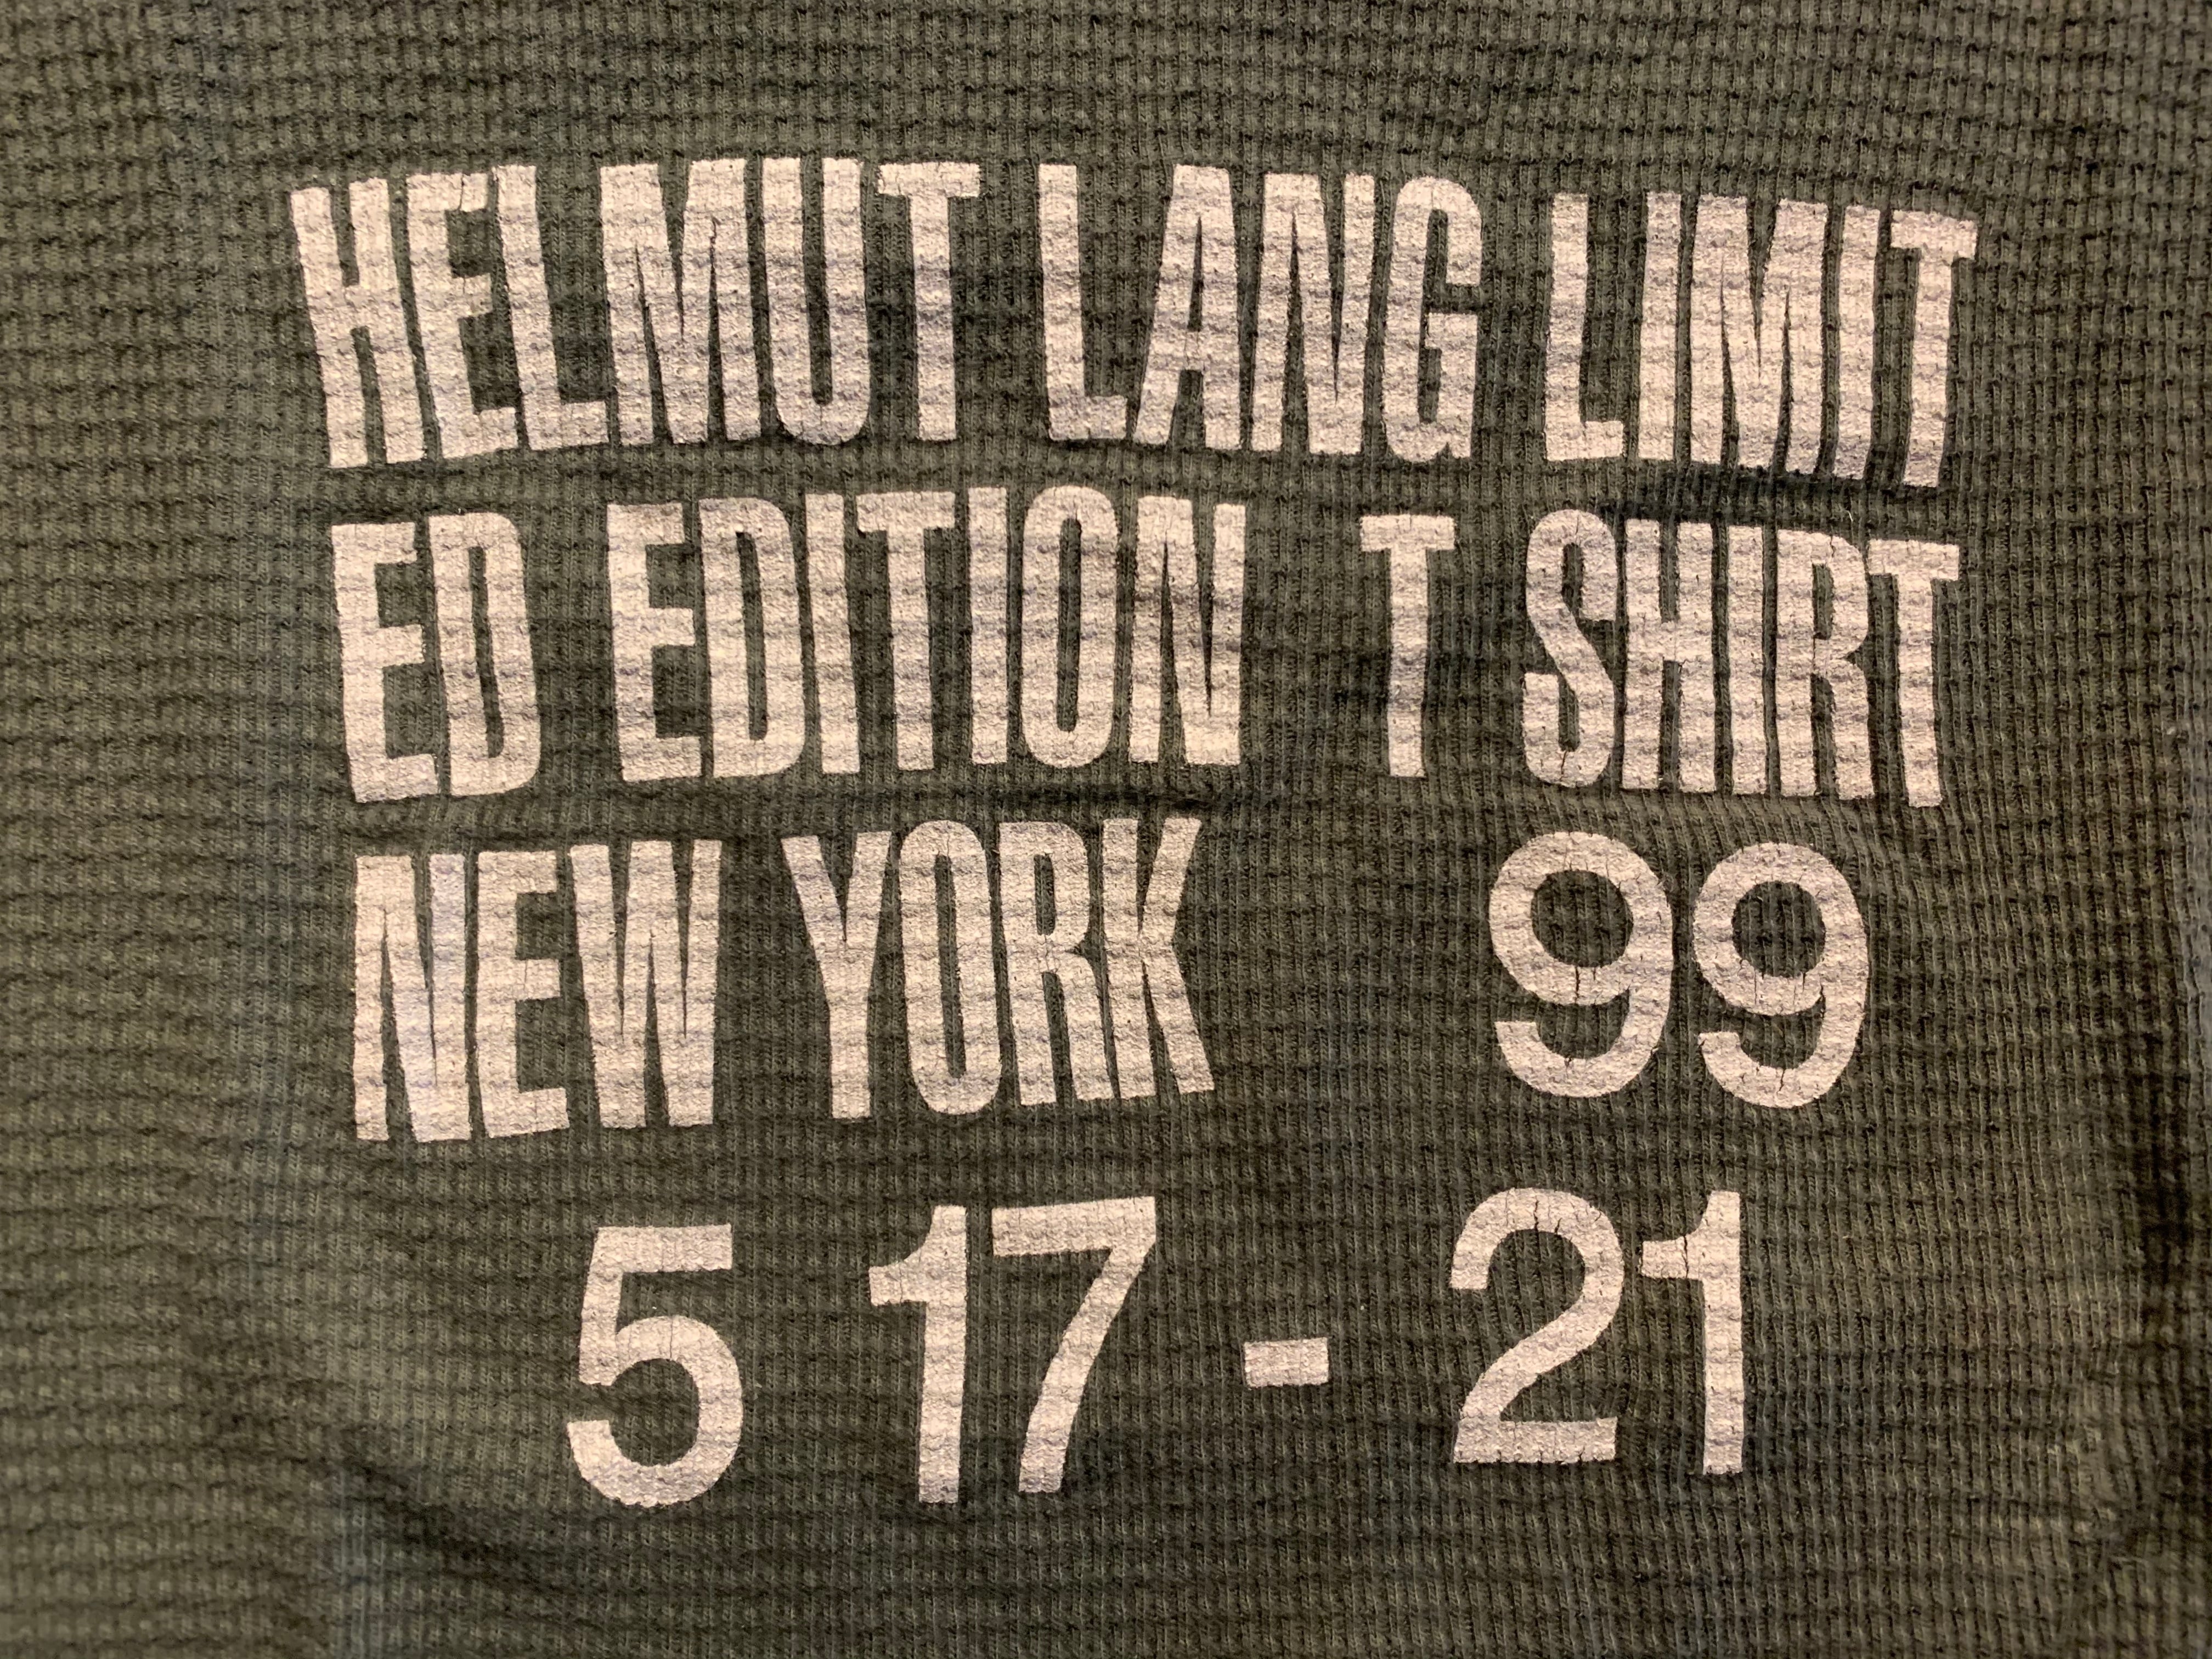 HELMUT LANG LIMIT
ED EDITION T SHIRT
NEW YORK 99
5 17 - 21